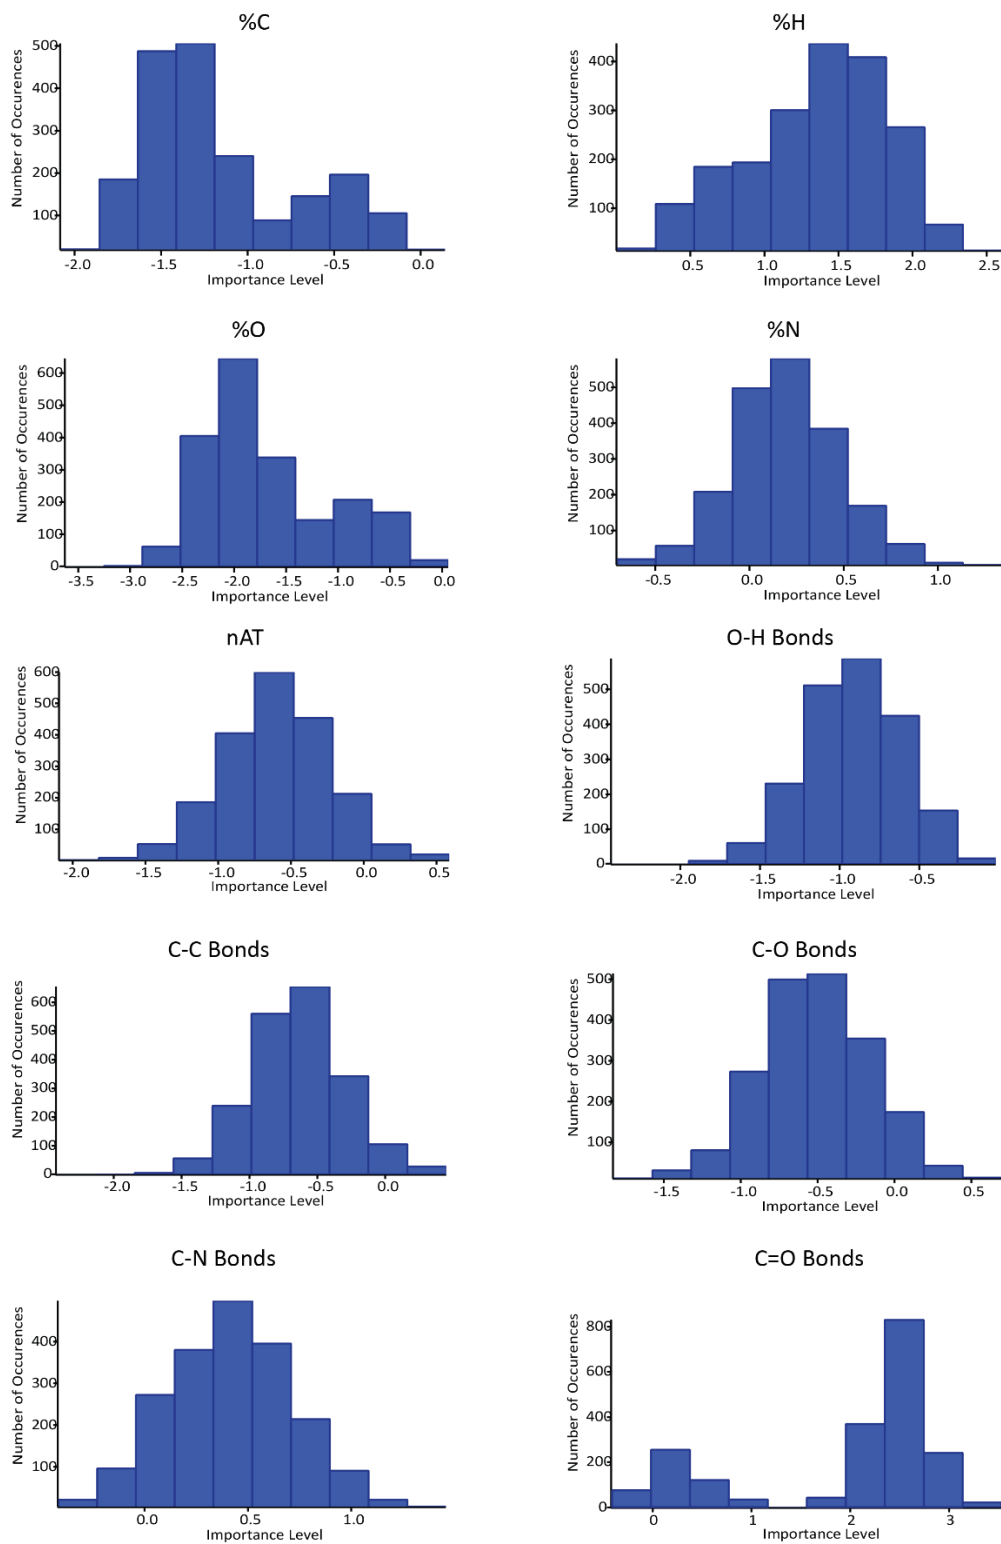 %C
Number of Occurences
500
400
300
200
100
-2.0 -1.5 -1.0 -0.5 0.0
Importance Level
%H
Number of Occurences
400
300
200
100
0.5 1.0 1.5 2.0 2.5
Importance Level
%O
Number of Occurences
600
500
400
300
200
100
0
-3.5 -3.0 -2.5 -2.0 -1.5 -1.0 -0.5 0.0
Importance Level
%N
Number of Occurences
500
400
300
200
100
-0.5 0.0 0.5 1.0
Importance Level
nAT
Number of Occurences
600
500
400
300
200
100
-2.0 -1.5 -1.0 -0.5 0.0 0.5
Importance Level
O-H Bonds
Number of Occurences
500
400
300
200
100
0
-2.0 -1.5 -1.0 -0.5
Importance Level
C-C Bonds
Number of Occurences
600
500
400
300
200
100
0
-2.0 -1.5 -1.0 -0.5 0.0
Importance Level
C-O Bonds
Number of Occurences
500
400
300
200
100
-1.5 -1.0 -0.5 0.0 0.5
Importance Level
C-N Bonds
Number of Occurences
400
300
200
100
0.0 0.5 1.0
Importance Level
C=O Bonds
Number of Occurences
800
600
400
200
0
0 1 2 3
Importance Level